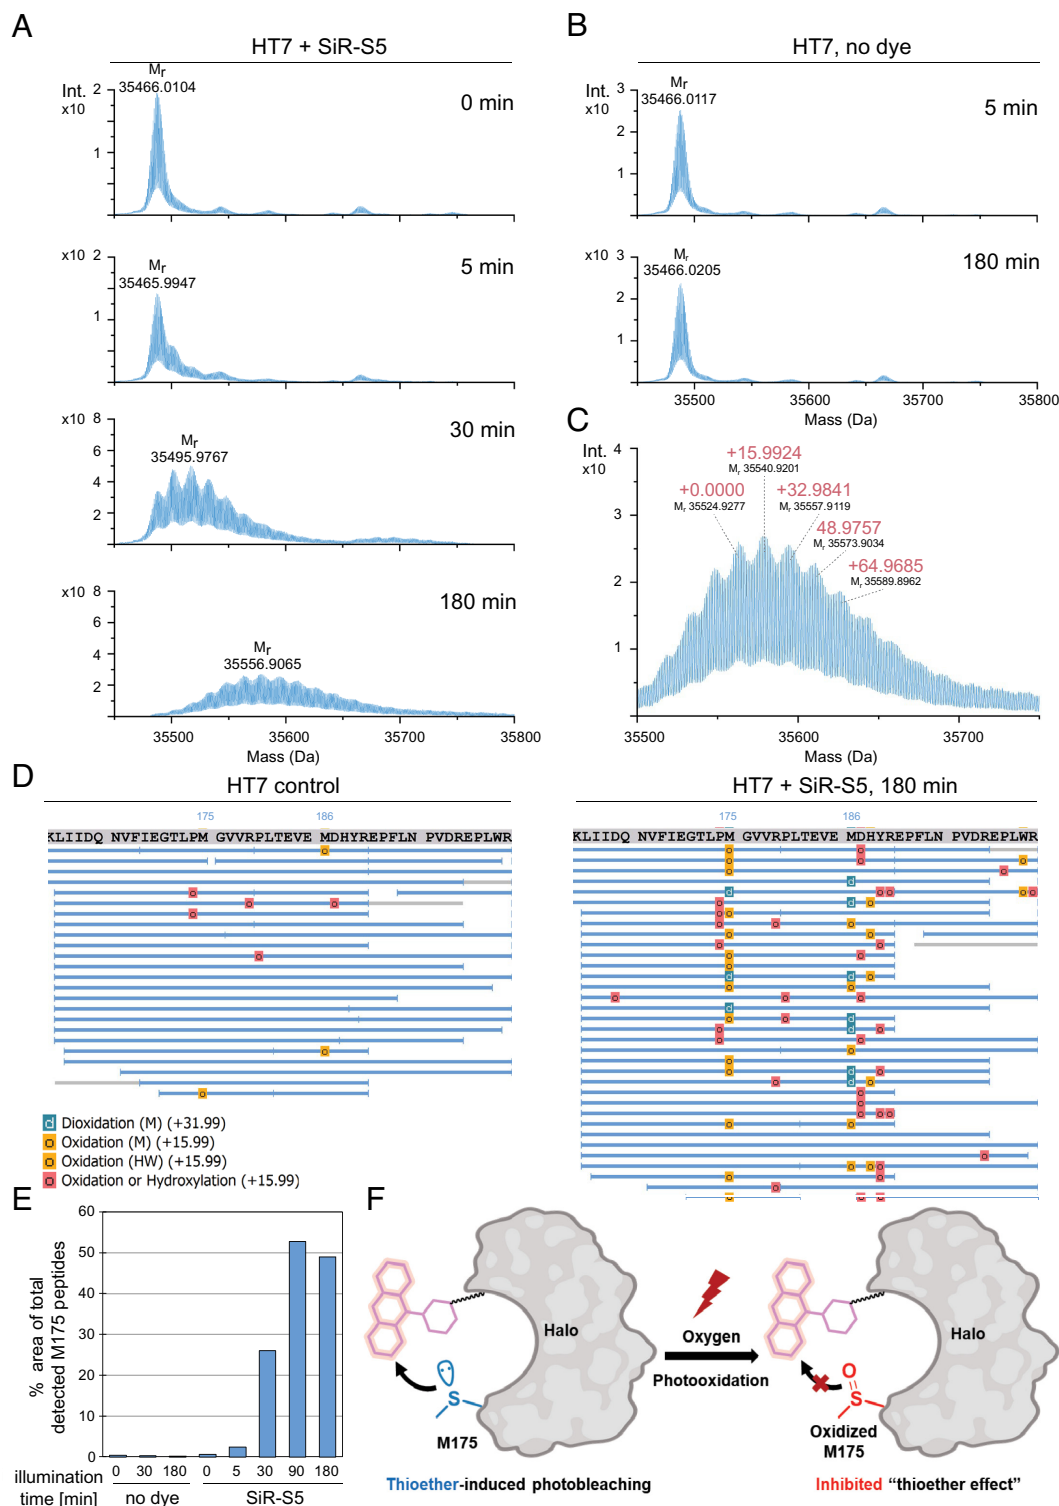 A
HT7 + SiR-S5
Int.
x10
2
1
Mr
35466.0104
0 min
x10
2
1
Mr
35465.9947
5 min
x10
8
6
4
2
Mr
35495.9767
30 min
x10
8
6
4
2
Mr
35556.9065
180 min
35500 35600 35700 35800
Mass (Da)
B
HT7, no dye
Int.
x10
3
2
1
Mr
35466.0117
5 min
x10
3
2
1
Mr
35466.0205
180 min
35500 35600 35700 35800
Mass (Da)
C
Int.
x10
4
3
2
1
+15.9924
Mr 35540.9201
+0.0000
Mr 35524.9277
+32.9841
Mr 35557.9119
48.9757
Mr 35573.9034
+64.9685
Mr 35589.8962
35500 35600 35700
Mass (Da)
D
HT7 control
175 186
KLIIDQ NVFIEGTLPM GVVRPLTEVE MDHYREPFLN PVDREPLWR
HT7 + SiR-S5, 180 min
175 186
KLIIDQ NVFIEGTLPM GVVRPLTEVE MDHYREPFLN PVDREPLWR
d Dioxidation (M) (+31.99)
o Oxidation (M) (+15.99)
o Oxidation (HW) (+15.99)
o Oxidation or Hydroxylation (+15.99)
E
% area of total
detected M175 peptides
60
50
40
30
20
10
0
0 30 180 0 5 30 90 180
illumination
time [min]
no dye SiR-S5
F
Halo
S
M175
Thioether-induced photobleaching
Oxygen
Photooxidation
Halo
O
S
Oxidized
M175
Inhibited “thioether effect”